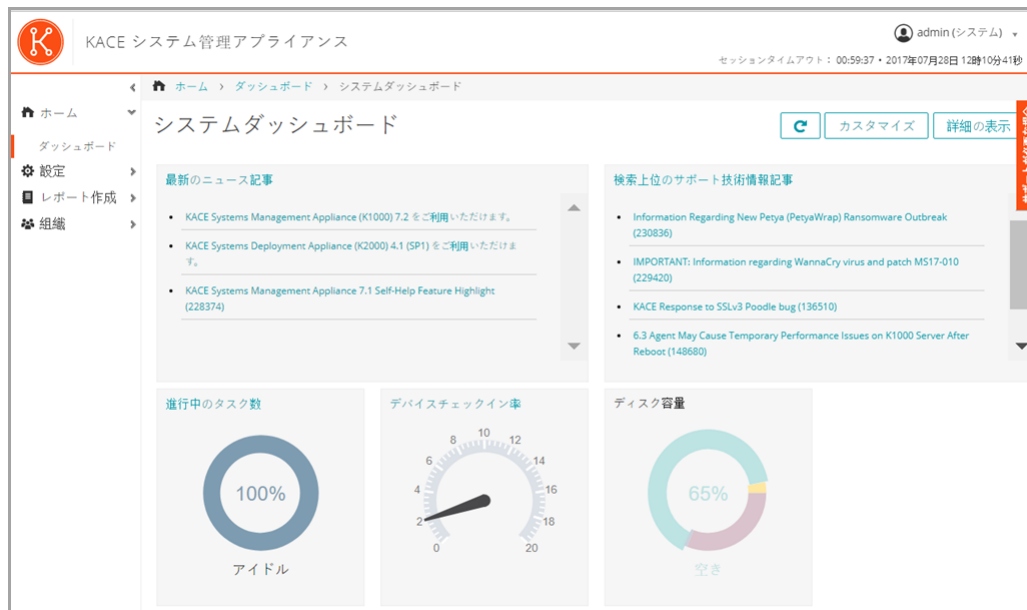 KACE システム管理アプライアンス
admin (システム)
セッションタイムアウト： 00:59:37 • 2017年07月28日 12時10分41秒
ホーム › ダッシュボード › システムダッシュボード
ホーム
ダッシュボード
設定
レポート作成
組織
システムダッシュボード
カスタマイズ
詳細の表示
最新のニュース記事
• KACE Systems Management Appliance (K1000) 7.2 をご利用いただけます。
• KACE Systems Deployment Appliance (K2000) 4.1 (SP1) をご利用いただけま
す。
• KACE Systems Management Appliance 7.1 Self-Help Feature Highlight
(228374)
検索上位のサポート技術情報記事
• Information Regarding New Petya (PetyaWrap) Ransomware Outbreak
(230836)
• IMPORTANT: Information regarding WannaCry virus and patch MS17-010
(229420)
• KACE Response to SSLv3 Poodle bug (136510)
• 6.3 Agent May Cause Temporary Performance Issues on K1000 Server After
Reboot (148680)
進行中のタスク数
100%
アイドル
デバイスチェックイン率
0
2
4
6
8
10
12
14
16
18
20
ディスク容量
65%
空き